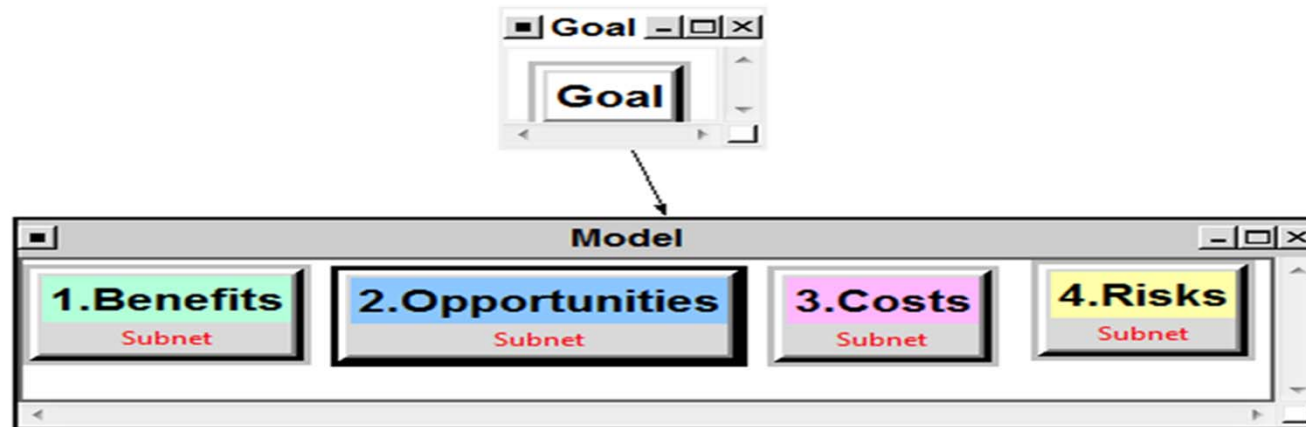 Goal
Goal
Model
1.Benefits
Subnet
2.Opportunities
Subnet
3.Costs
Subnet
4.Risks
Subnet